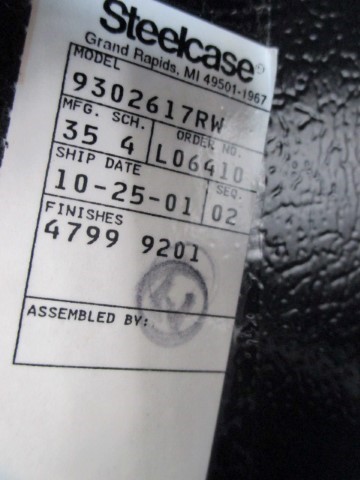 Steelcase®
Grand Rapids, MI 49501-1967
MODEL
9302617RW
MFG. SCH. ORDER NO.
35 4 L06410
SHIP DATE SEQ.
10-25-01 02
FINISHES
4799 9201
ASSEMBLED BY: